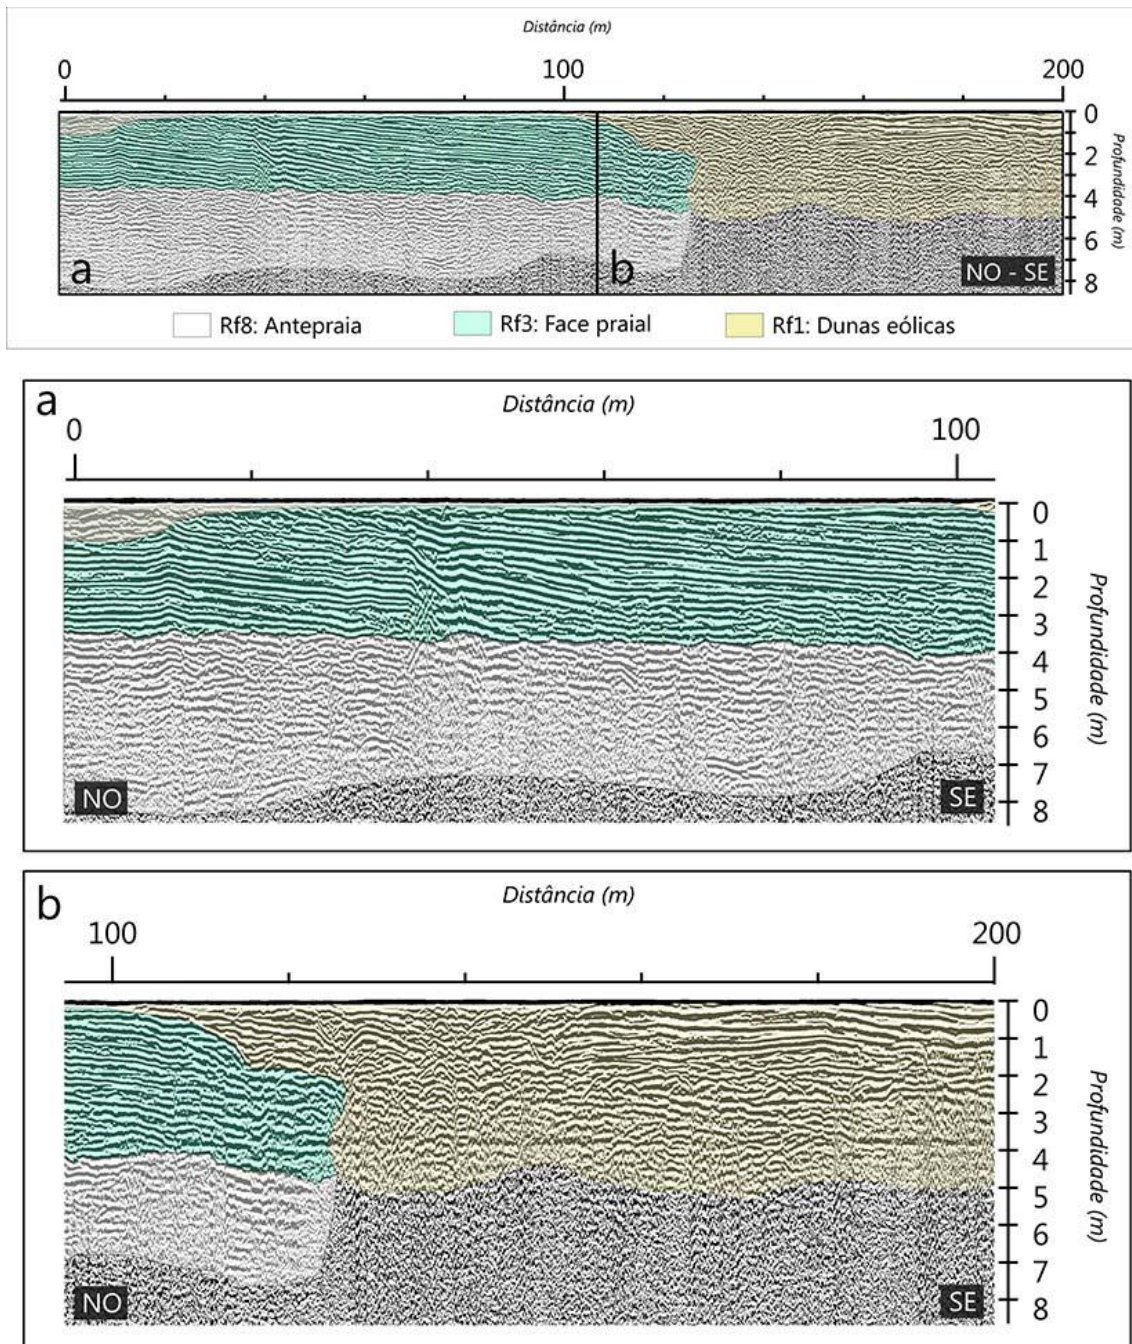 Distância (m)
0 100 200
0
2
4
6
8
Profundidade (m)
a b NO - SE
Rf8: Antepraia Rf3: Face praial Rf1: Dunas eólicas
a
Distância (m)
0 100
0
1
2
3
4
5
6
7
8
Profundidade (m)
NO SE
b
Distância (m)
100 200
0
1
2
3
4
5
6
7
8
Profundidade (m)
NO SE